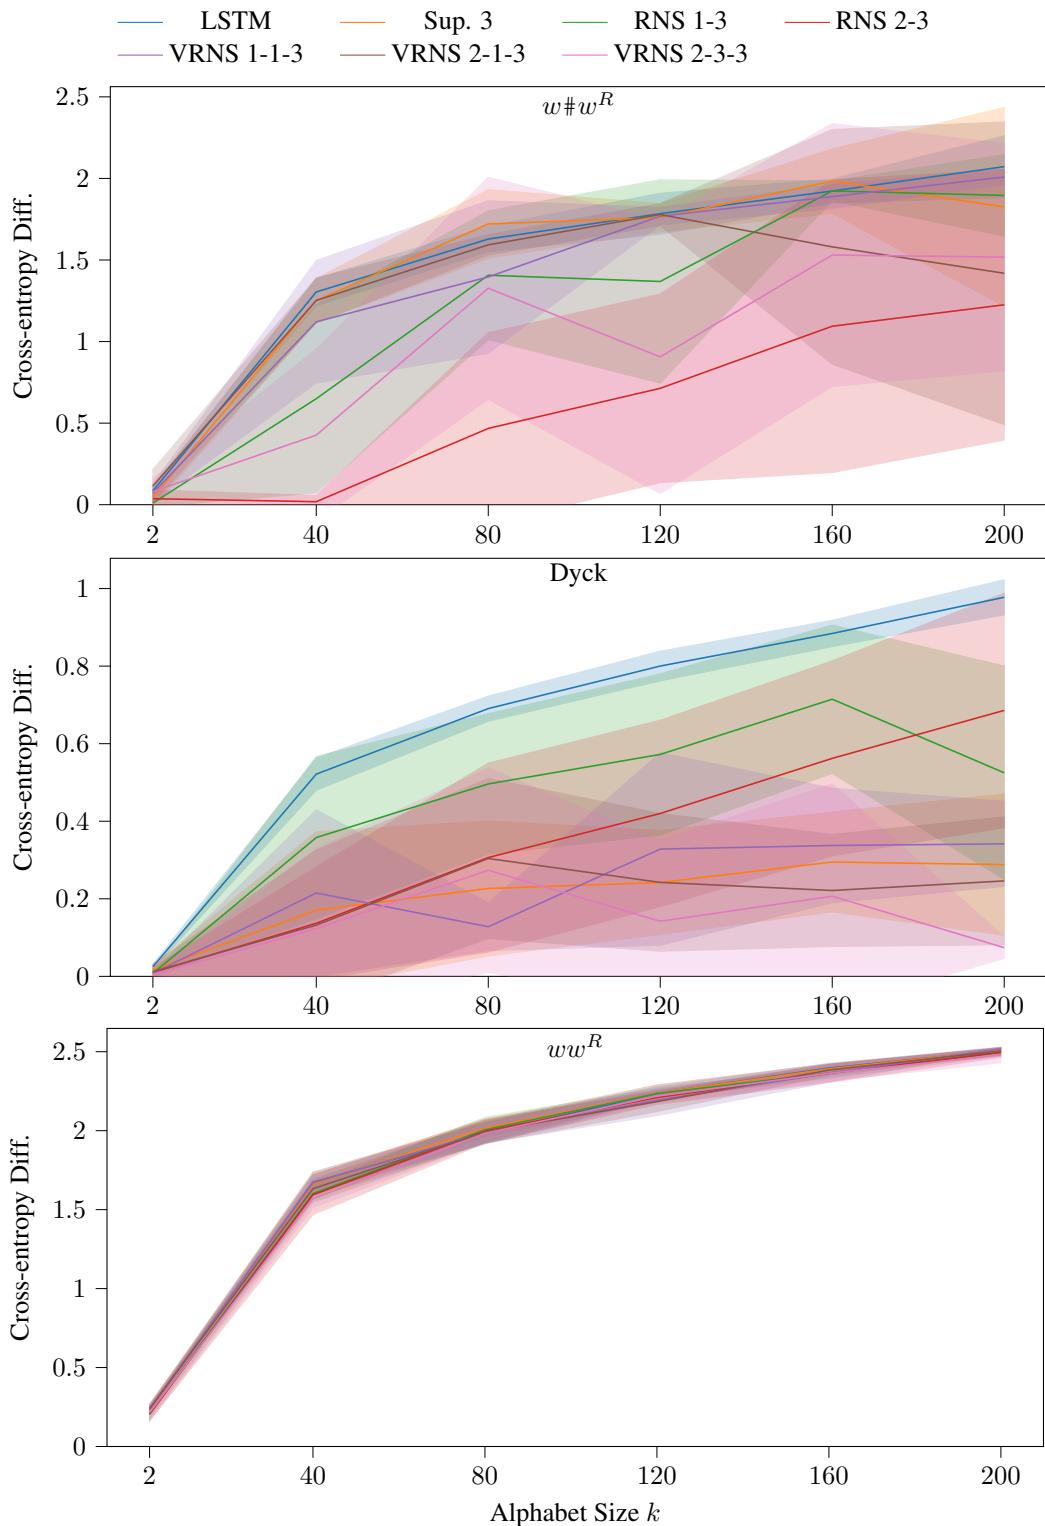 LSTM Sup. 3 RNS 1-3 RNS 2-3
VRNS 1-1-3 VRNS 2-1-3 VRNS 2-3-3
w#w^R
2.5
2
1.5
1
0.5
0
Cross-entropy Diff.
2 40 80 120 160 200
Dyck
1
0.8
0.6
0.4
0.2
0
Cross-entropy Diff.
2 40 80 120 160 200
ww^R
2.5
2
1.5
1
0.5
0
Cross-entropy Diff.
2 40 80 120 160 200
Alphabet Size k